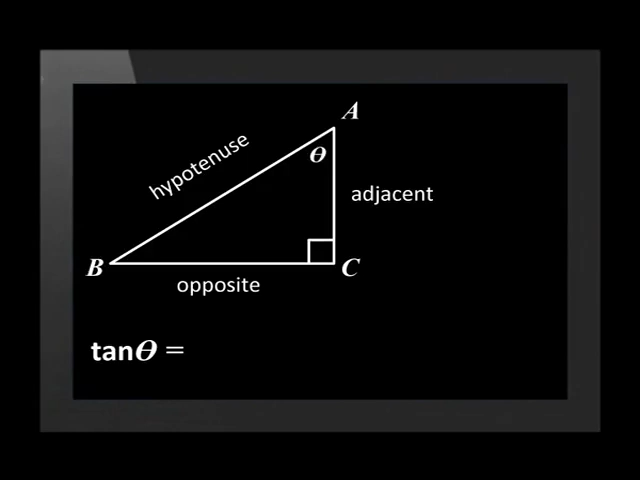 A
hypotenuse
θ
adjacent
B
C
opposite
tanθ =